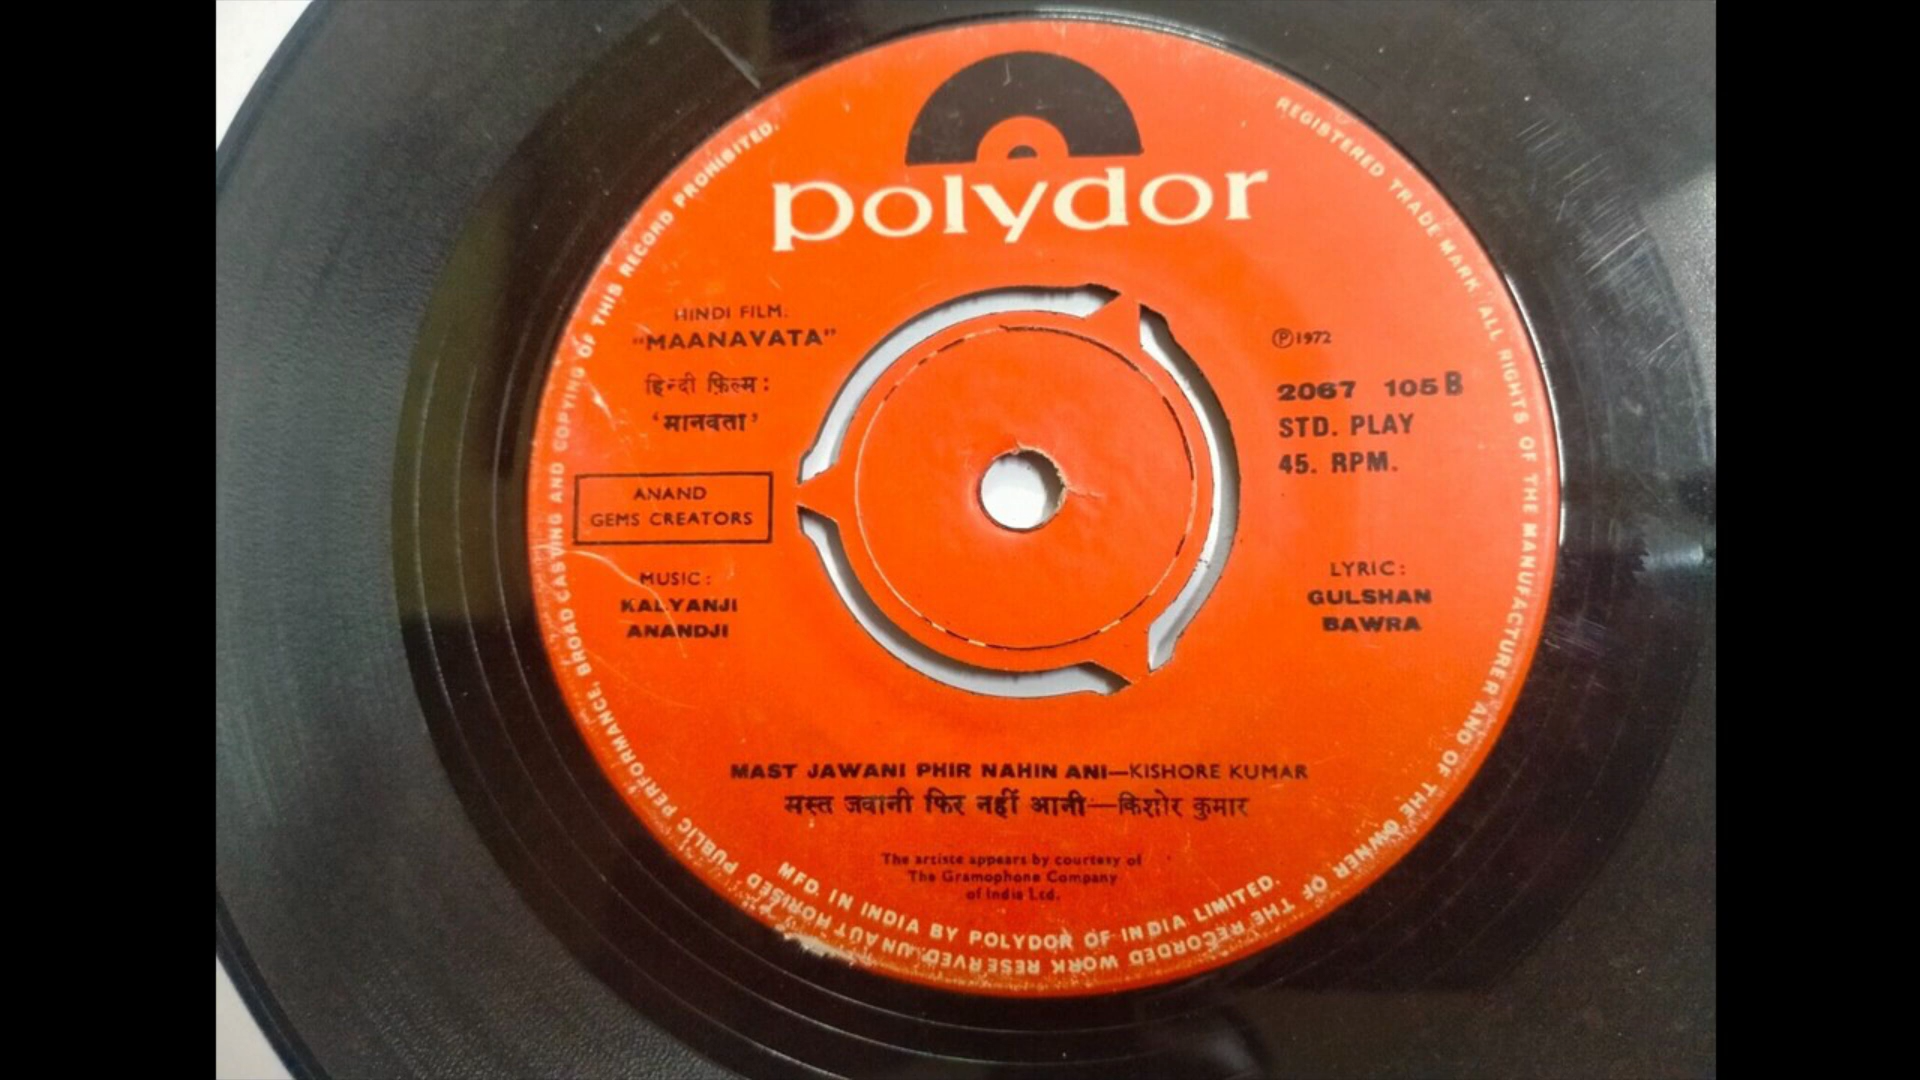 polydor
HINDI FILM:
"MAANAVATA"
हिन्दी फ़िल्म :
'मानवता'
ANAND
GEMS CREATORS
MUSIC :
KALYANJI
ANANDJI
Ⓟ1972
2067 105 B
STD. PLAY
45. RPM.
LYRIC :
GULSHAN
BAWRA
MAST JAWANI PHIR NAHIN ANI—KISHORE KUMAR
मस्त जवानी फिर नहीं आनी—किशोर कुमार
The artiste appears by courtesy of
The Gramophone Company
of India Ltd.
MFD. IN INDIA BY POLYDOR OF INDIA LIMITED.
REGISTERED TRADE MARK ALL RIGHTS OF THE MANUFACTURER AND OF THE OWNER OF THE RECORDED WORK RESERVED. UNAUTHORISED PUBLIC PERFORMANCE, BROAD CASTING AND COPYING OF THIS RECORD PROHIBITED.